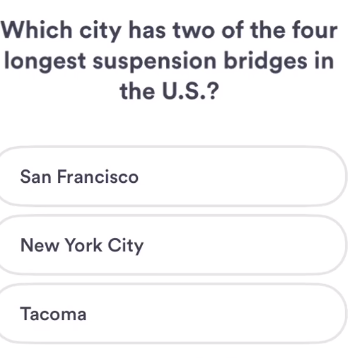 Which city has two of the four
longest suspension bridges in
the U.S.?
San Francisco
New York City
Tacoma